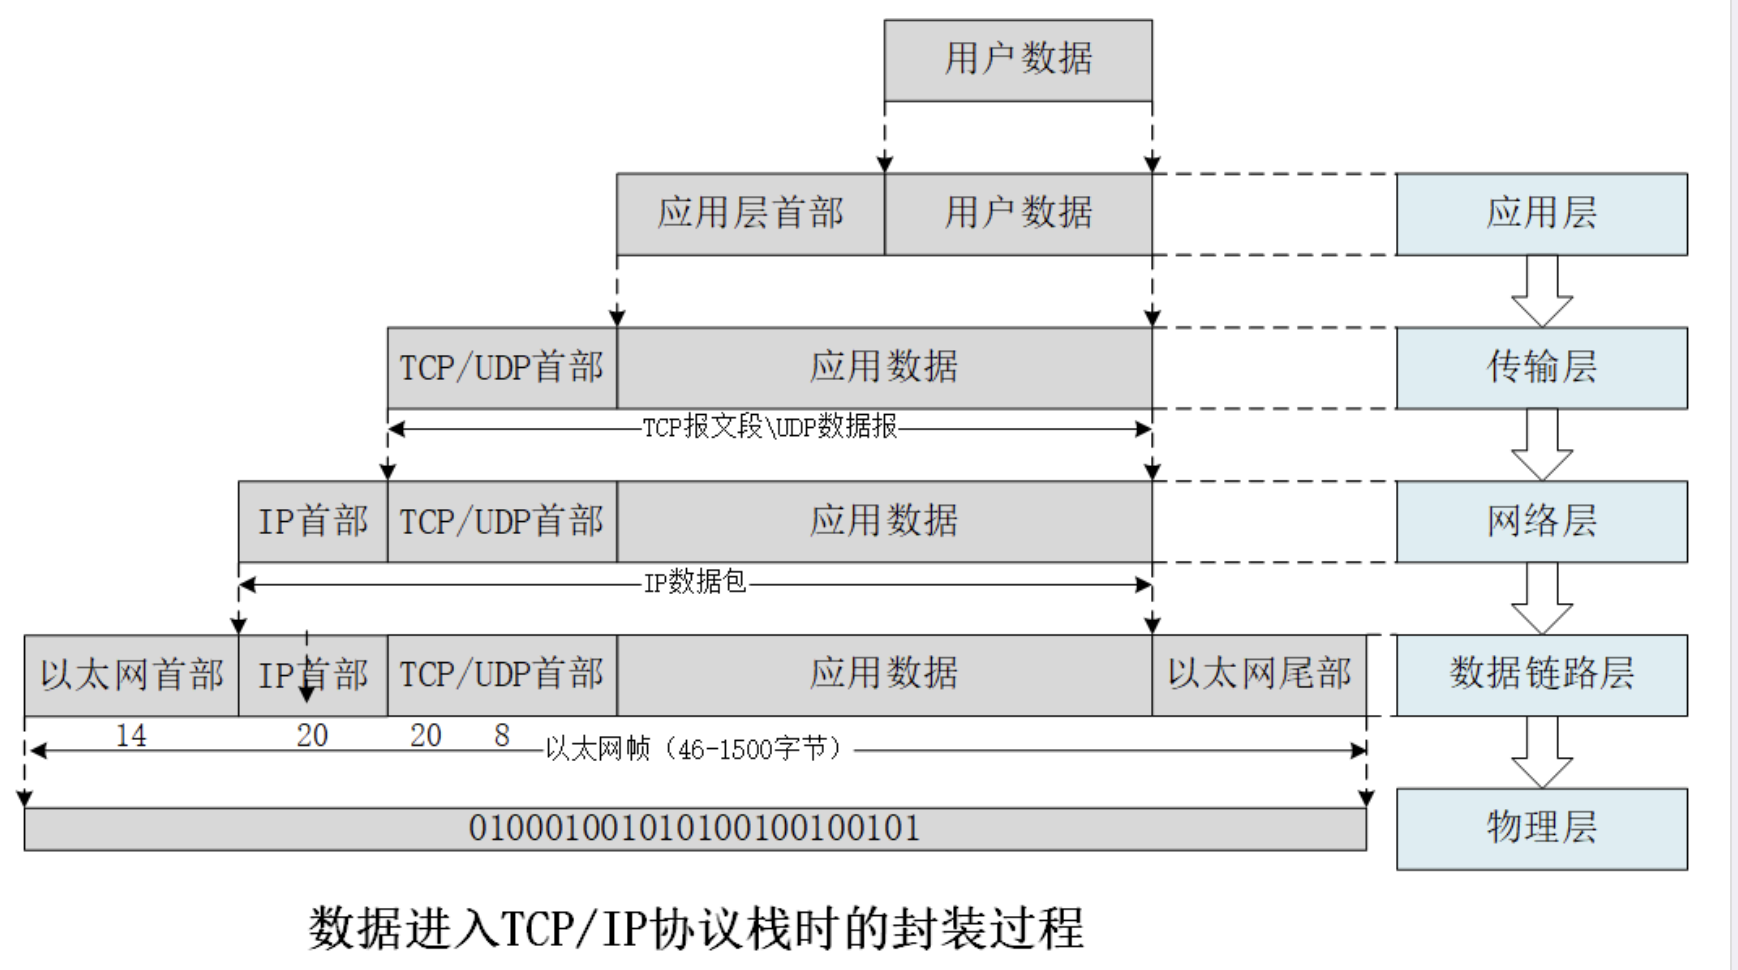 用户数据
应用层首部 用户数据 应用层
TCP/UDP首部 应用数据 传输层
TCP报文段\UDP数据报
IP首部 TCP/UDP首部 应用数据 网络层
IP数据包
以太网首部 IP首部 TCP/UDP首部 应用数据 以太网尾部 数据链路层
14 20 20 8
以太网帧（46-1500字节）
010001001010100100100101 物理层
数据进入TCP/IP协议栈时的封装过程